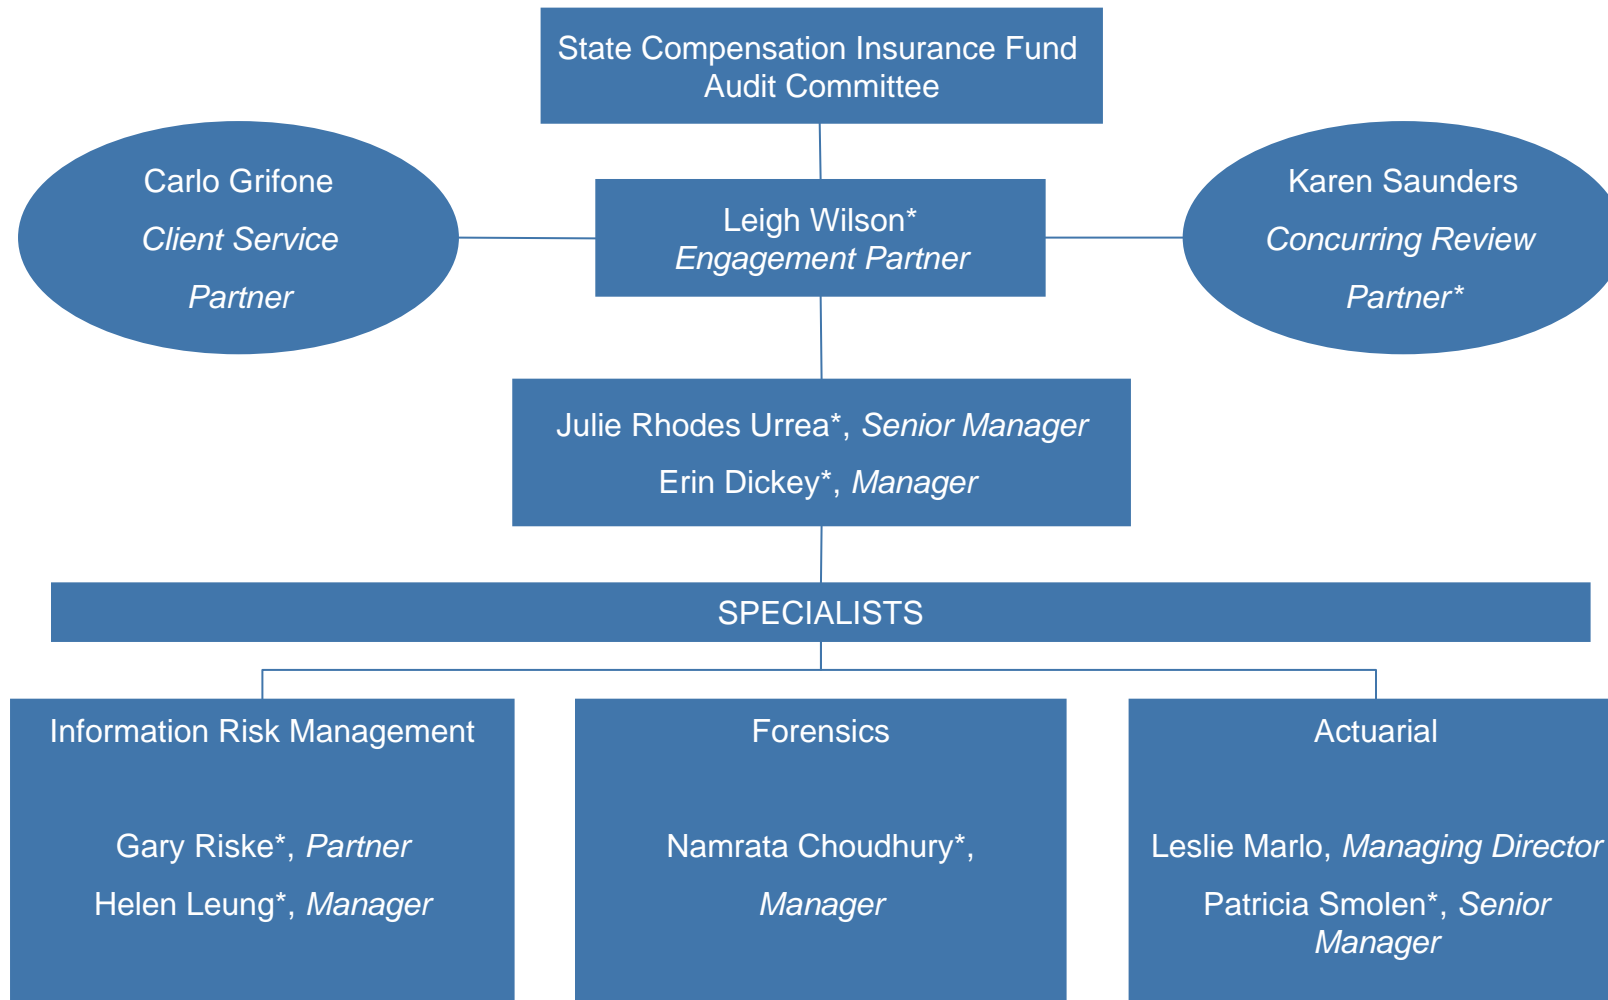 State Compensation Insurance Fund
Audit Committee
Carlo Grifone
Client Service
Partner
Leigh Wilson*
Engagement Partner
Karen Saunders
Concurring Review
Partner*
Julie Rhodes Urrea*, Senior Manager
Erin Dickey*, Manager
SPECIALISTS
Information Risk Management
Gary Riske*, Partner
Helen Leung*, Manager
Forensics
Namrata Choudhury*,
Manager
Actuarial
Leslie Marlo, Managing Director
Patricia Smolen*, Senior
Manager